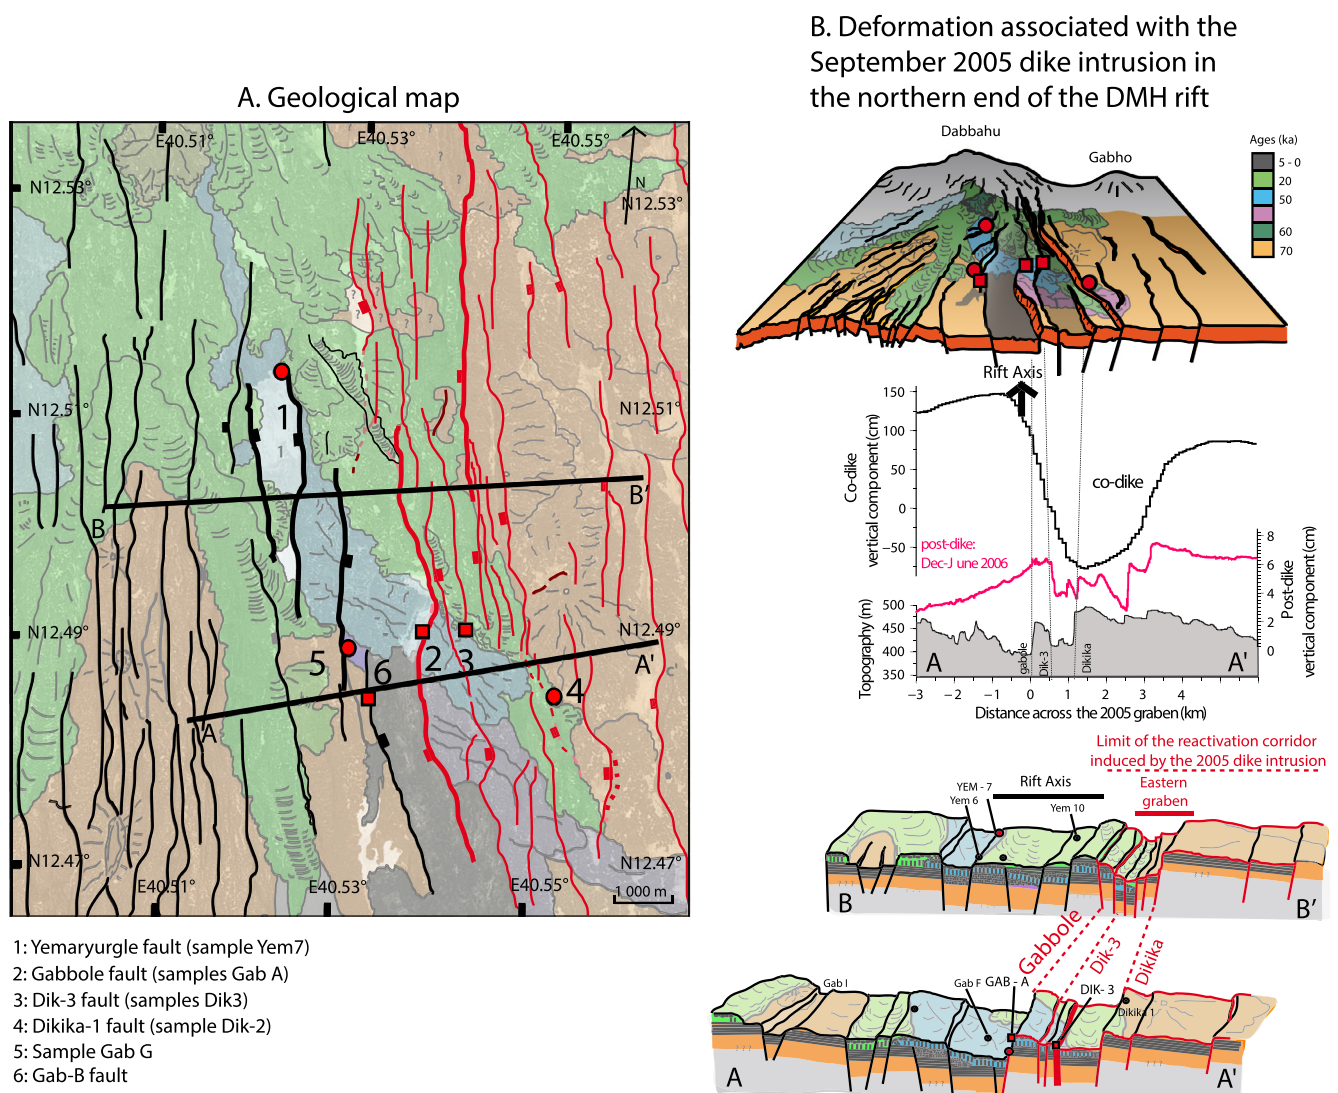 B. Deformation associated with the
September 2005 dike intrusion in
the northern end of the DMH rift
A. Geological map
E40.51°
E40.53°
E40.55°
N12.53°
N
N12.53°
N12.51°
N12.51°
1
1
B
B'
N12.49°
N12.49°
5
6
2
3
4
A
A'
N12.47°
N12.47°
E40.51°
E40.53°
E40.55°
1 000 m
?
?
?
?
?
1: Yemaryurgle fault (sample Yem7)
2: Gabbole fault (samples Gab A)
3: Dik-3 fault (samples Dik3)
4: Dikika-1 fault (sample Dik-2)
5: Sample Gab G
6: Gab-B fault
Dabbahu
Gabho
Ages (ka)
5 - 0
20
50
60
70
Rift Axis
150
100
50
0
−50
Co-dike
vertical component (cm)
co-dike
post-dike:
Dec-J une 2006
8
6
4
2
0
Post-dike
vertical component (cm)
500
450
400
350
Topography (m)
gabbole
Dik-3
Dikika
A
A'
−3
−2
−1
0
1
2
3
4
Distance across the 2005 graben (km)
Limit of the reactivation corridor
induced by the 2005 dike intrusion
Eastern
graben
Rift Axis
YEM - 7
Yem 6
Yem 10
? ? ?
B
B'
Gabbole
Dik-3
Dikika
Gab I
Gab F
GAB - A
DIK- 3
Dikika 1
? ? ?
? ? ?
A
A'